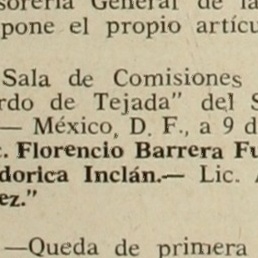 General de la
pone el propio artícu
Sala de Comisiones
rdo de Tejada" del S
— México, D. F., a 9 d
c. Florencio Barrera Fu
dorica Inclán.— Lic. A
ez."
—Queda de primera